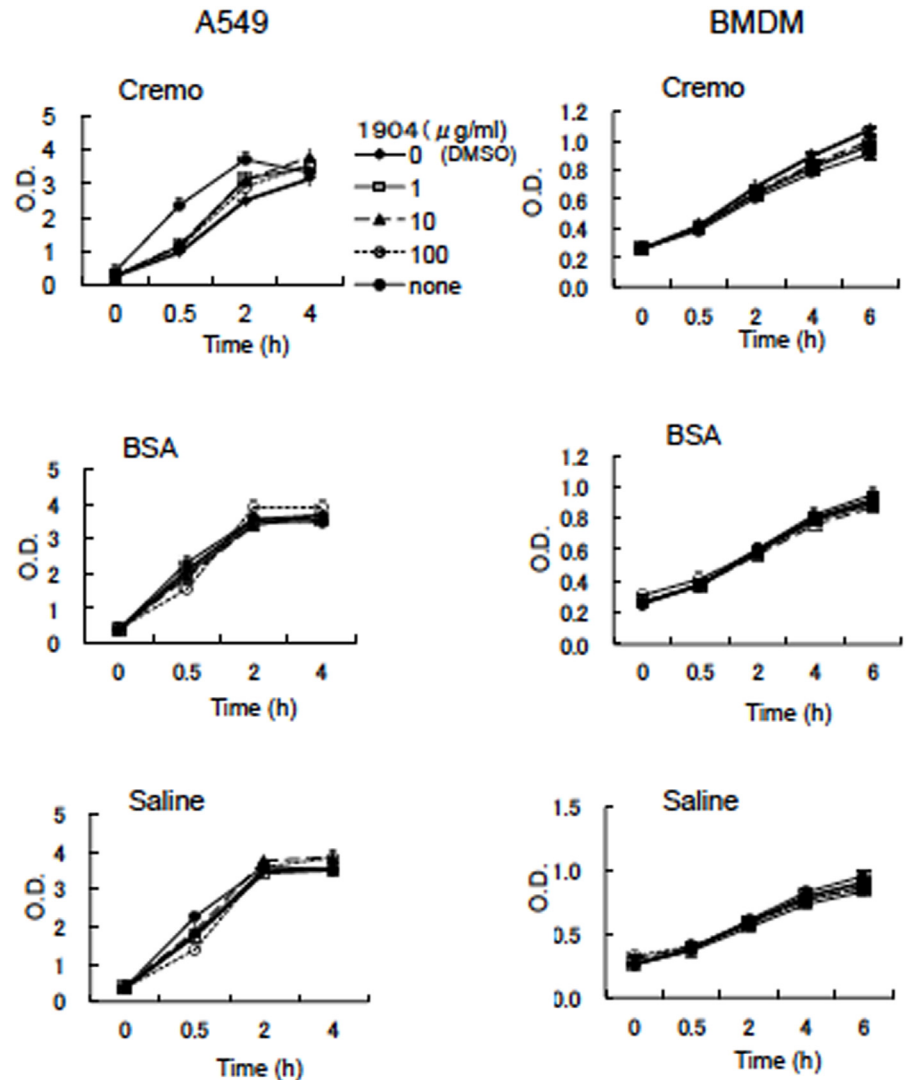 A549
BMDM
Cremo
5
4
3
2
1
0
O.D.
0 0.5 2 4
Time (h)
1904 ( μ g/ml)
0 (DMSO)
1
10
100
none
Cremo
1.2
1.0
0.8
0.6
0.4
0.2
0.0
O.D.
0 0.5 2 4 6
Time (h)
BSA
5
4
3
2
1
0
O.D.
0 0.5 2 4
Time (h)
BSA
1.2
1.0
0.8
0.6
0.4
0.2
0.0
O.D.
0 0.5 2 4 6
Time (h)
Saline
5
4
3
2
1
0
O.D.
0 0.5 2 4
Time (h)
Saline
1.5
1.0
0.5
0.0
O.D.
0 0.5 2 4 6
Time (h)